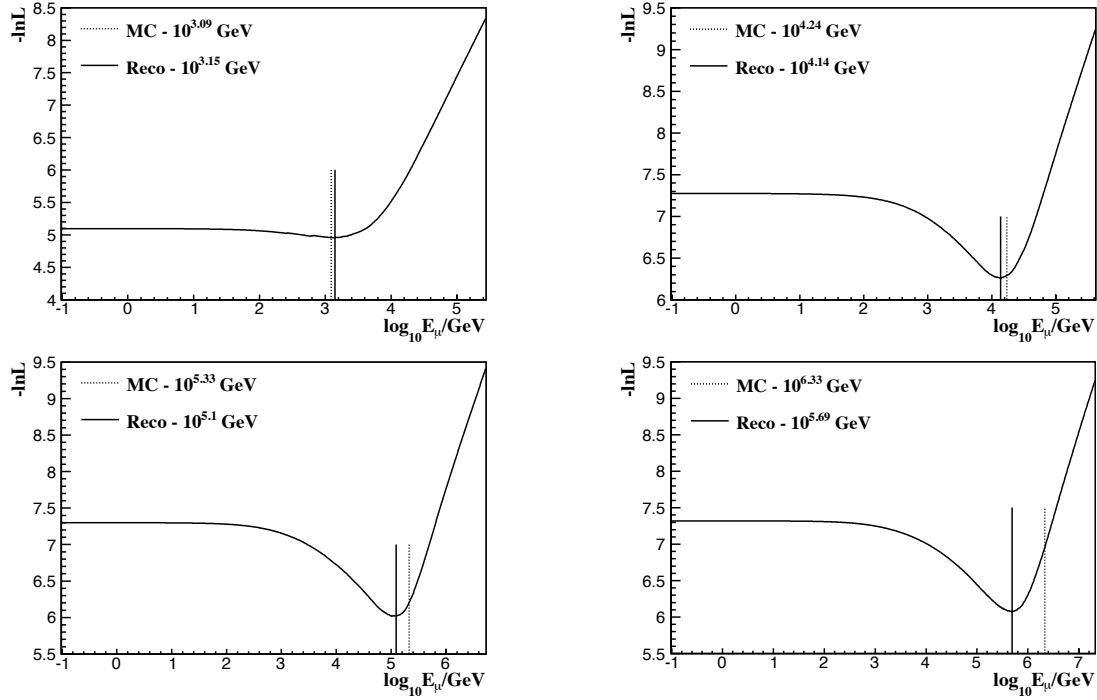 -lnL
8.5
8
7.5
7
6.5
6
5.5
5
4.5
4
-1 0 1 2 3 4 5
log₁₀E_μ/GeV
MC - 10^3.09 GeV
Reco - 10^3.15 GeV
-lnL
9.5
9
8.5
8
7.5
7
6.5
6
-1 0 1 2 3 4 5
log₁₀E_μ/GeV
MC - 10^4.24 GeV
Reco - 10^4.14 GeV
-lnL
9.5
9
8.5
8
7.5
7
6.5
6
5.5
-1 0 1 2 3 4 5 6
log₁₀E_μ/GeV
MC - 10^5.33 GeV
Reco - 10^5.1 GeV
-lnL
9.5
9
8.5
8
7.5
7
6.5
6
5.5
-1 0 1 2 3 4 5 6 7
log₁₀E_μ/GeV
MC - 10^6.33 GeV
Reco - 10^5.69 GeV